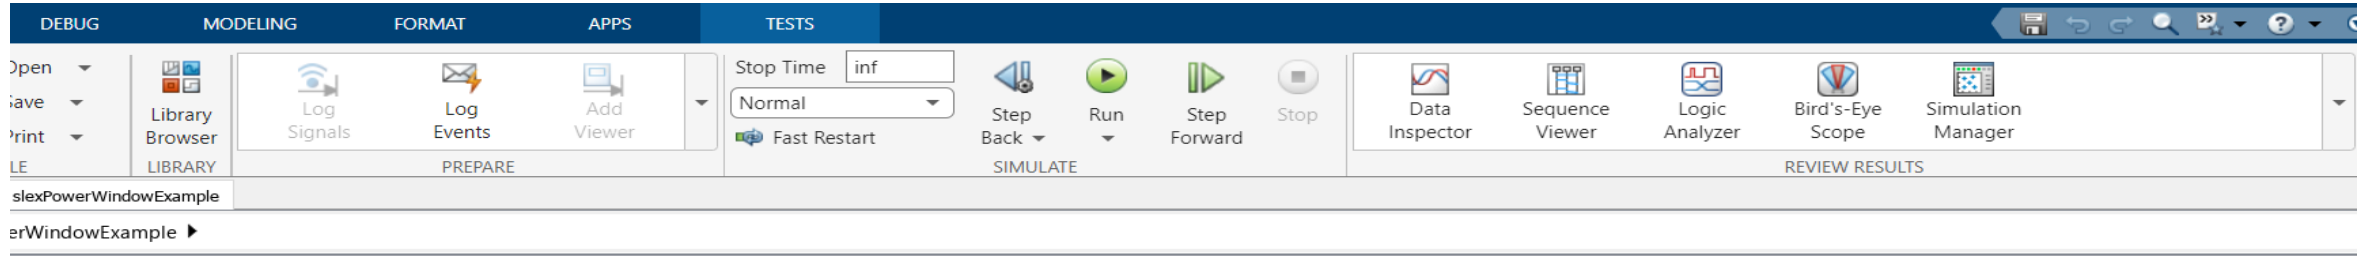 DEBUG MODELING FORMAT APPS TESTS
Open
Save
Print
Library
Browser
Log
Signals
Log
Events
Add
Viewer
Stop Time inf
Normal
Fast Restart
Step
Back
Run
Step
Forward
Stop
Data
Inspector
Sequence
Viewer
Logic
Analyzer
Bird's-Eye
Scope
Simulation
Manager
LE LIBRARY PREPARE SIMULATE REVIEW RESULTS
slexPowerWindowExample
erWindowExample